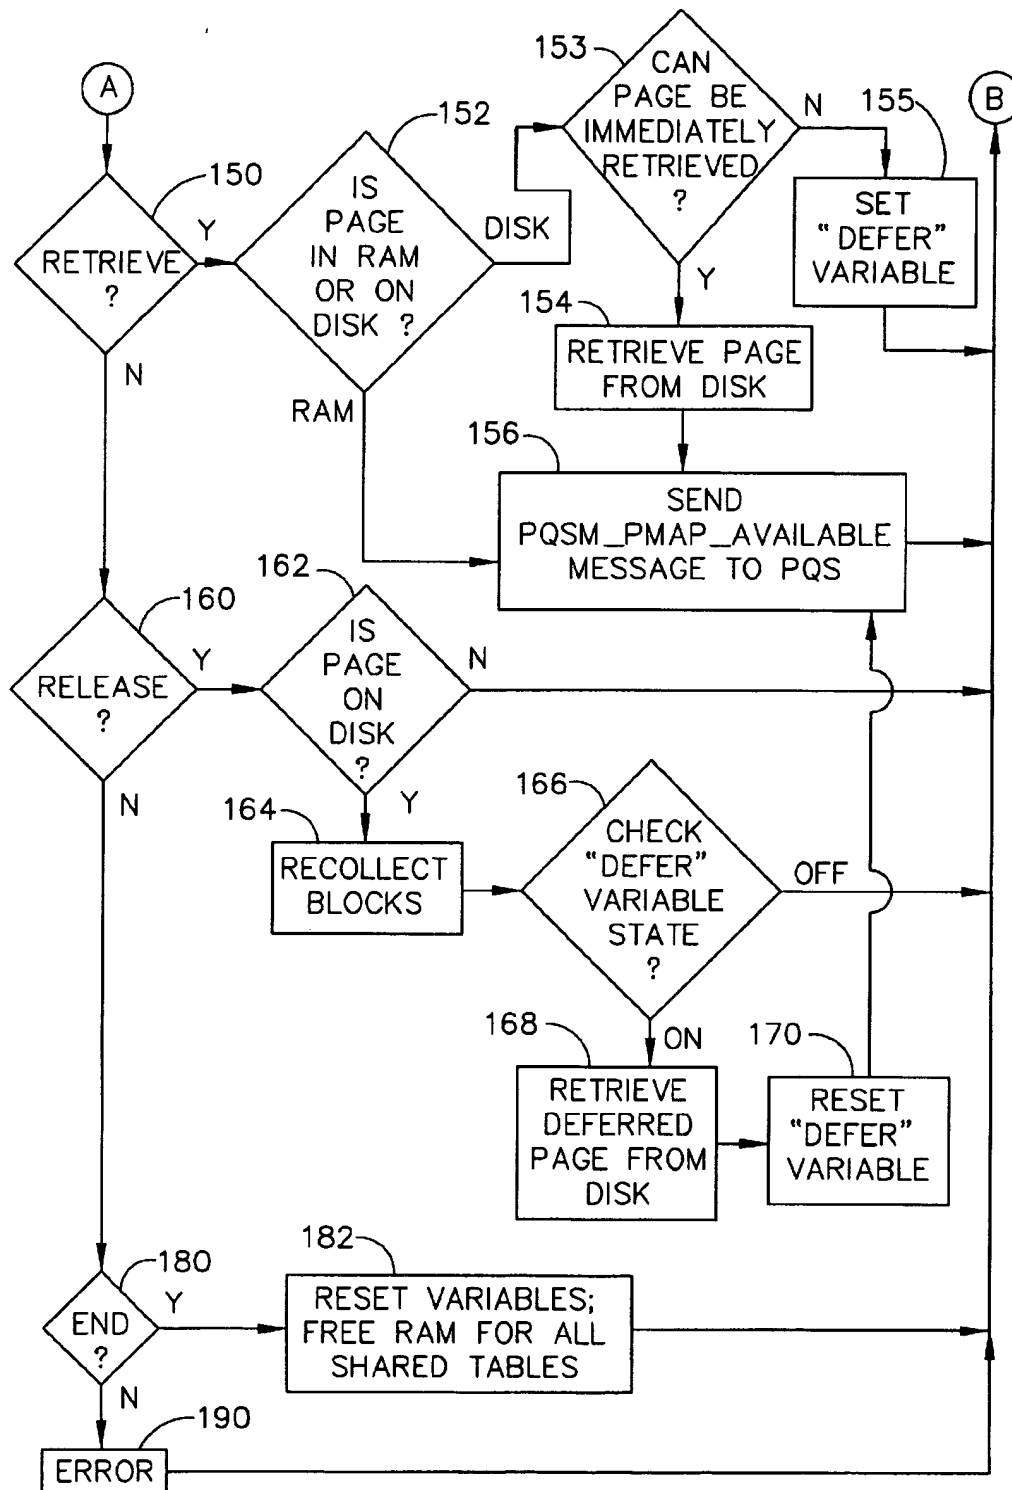 A
150
RETRIEVE
?
Y
N
152
IS
PAGE
IN RAM
OR ON
DISK ?
DISK
RAM
153
CAN
PAGE BE
IMMEDIATELY
RETRIEVED
?
N
Y
155
SET
“DEFER”
VARIABLE
B
154
RETRIEVE PAGE
FROM DISK
156
SEND
PQSM_PMAP_AVAILABLE
MESSAGE TO PQS
160
RELEASE
?
Y
N
162
IS
PAGE
ON
DISK
?
N
Y
164
RECOLLECT
BLOCKS
166
CHECK
“DEFER”
VARIABLE
STATE
?
OFF
ON
168
RETRIEVE
DEFERRED
PAGE FROM
DISK
170
RESET
“DEFER”
VARIABLE
180
END
?
Y
N
182
RESET VARIABLES;
FREE RAM FOR ALL
SHARED TABLES
190
ERROR